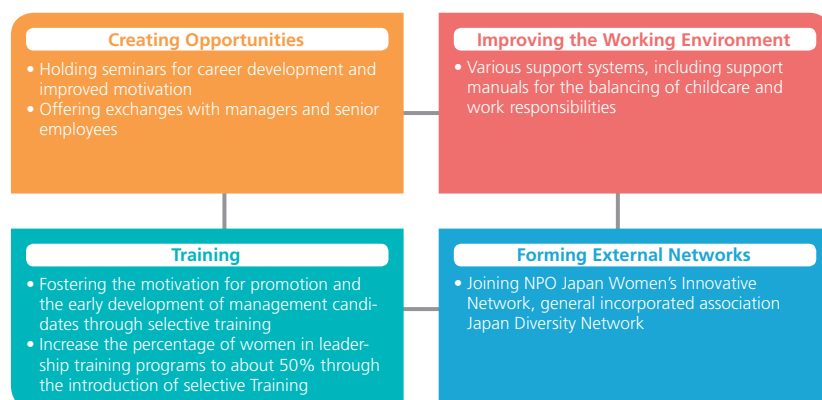 Creating Opportunities
• Holding seminars for career development and
improved motivation
• Offering exchanges with managers and senior
employees
Improving the Working Environment
• Various support systems, including support
manuals for the balancing of childcare and
work responsibilities
Training
• Fostering the motivation for promotion and
the early development of management candi-
dates through selective training
• Increase the percentage of women in leader-
ship training programs to about 50% through
the introduction of selective Training
Forming External Networks
• Joining NPO Japan Women’s Innovative
Network, general incorporated association
Japan Diversity Network